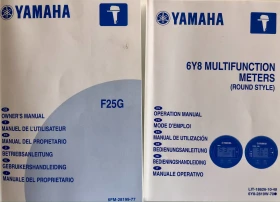 YAMAHA
F25G
OWNER'S MANUAL
MANUEL DE L'UTILISATEUR
MANUAL DEL PROPIETARIO
BETRIEBSANLEITUNG
GEBRUIKERSHANDLEIDING
MANUALE DEL PROPRIETARIO
YAMAHA
6Y8 MULTIFUNCTION
METERS
(ROUND STYLE)
OPERATION MANUAL
MODE D'EMPLOI
MANUAL DE UTILIZACIÓN
BEDIENUNGSANLEITUNG
BEDIENINGSHANDLEIDING
MANUALE OPERATIVO